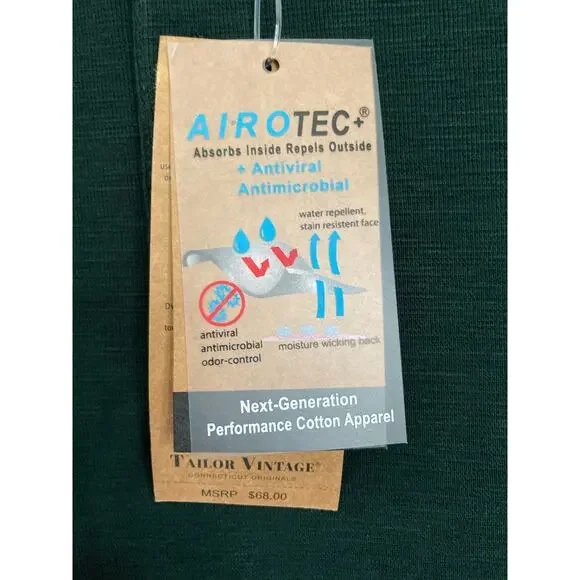 AIROTEC+®
Absorbs Inside Repels Outside
+ Antiviral
Antimicrobial
water repellent,
stain resistent face
antiviral
antimicrobial
odor-control
moisture wicking back
Next-Generation
Performance Cotton Apparel
TAILOR VINTAGE®
CONNECTICUT ORIGINALS
MSRP $68.00